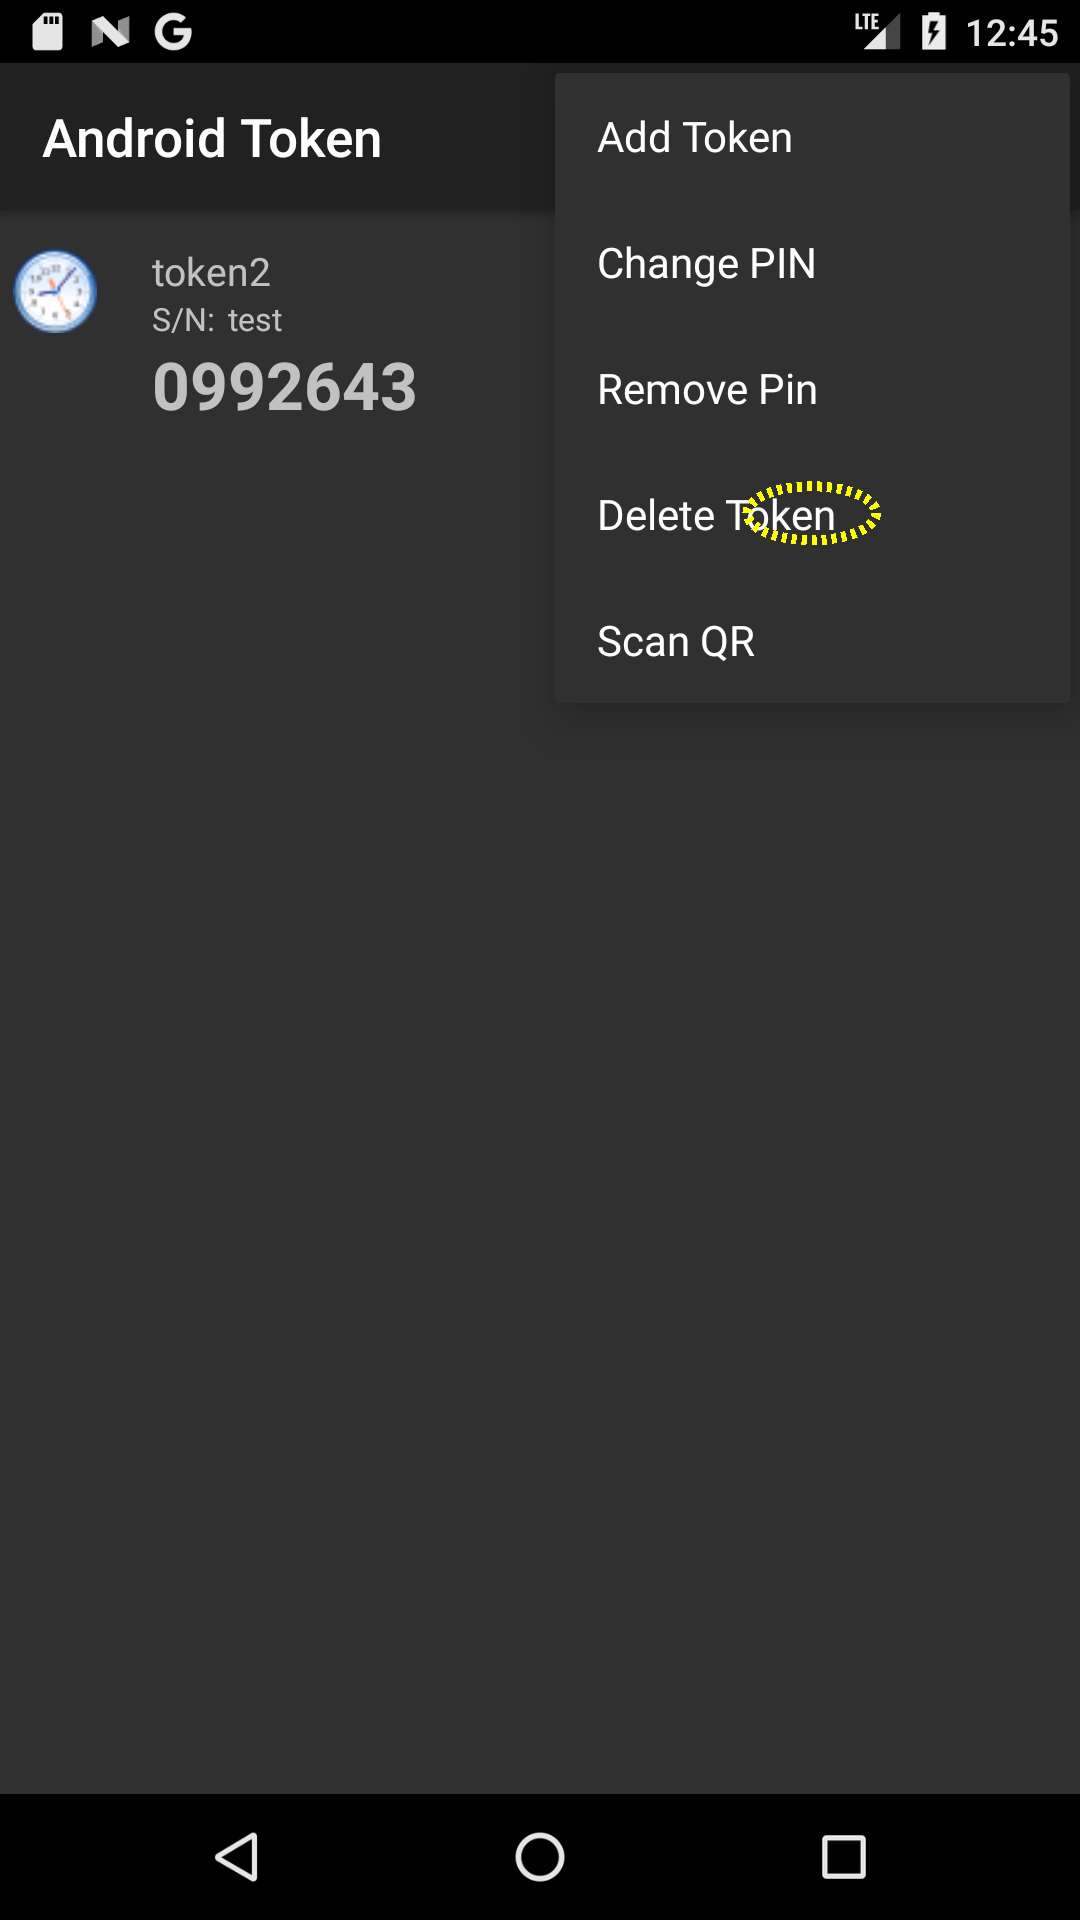 LTE 12:45
Android Token
Add Token
Change PIN
Remove Pin
Delete Token
Scan QR
token2
S/N: test
0992643